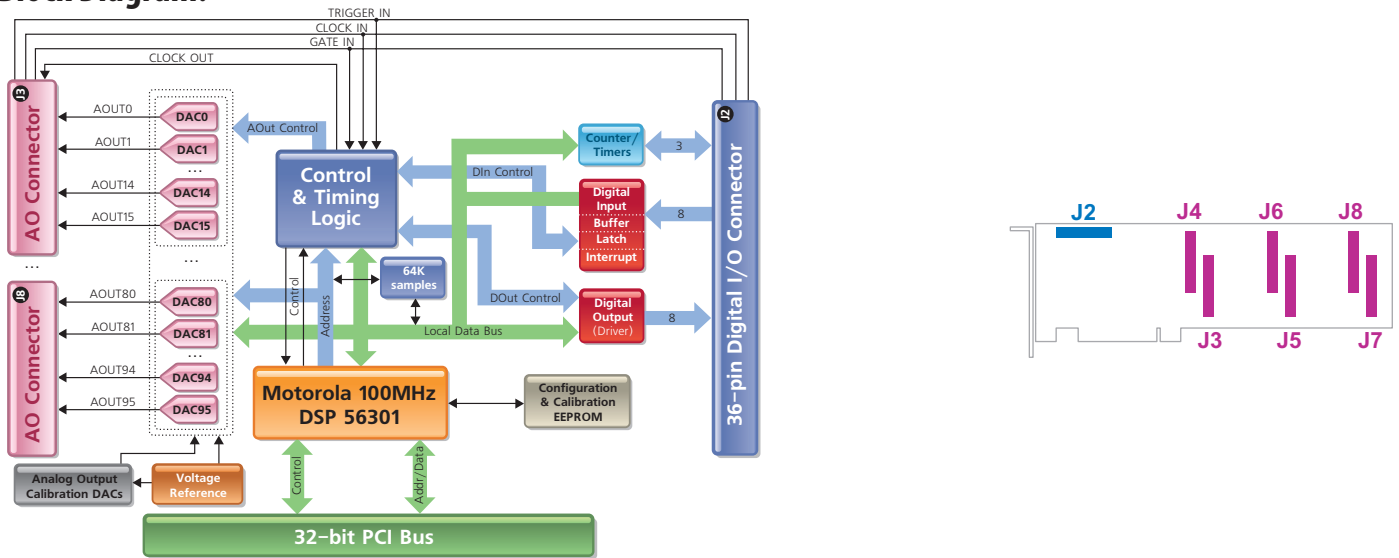 Block Diagram:
TRIGGER IN
CLOCK IN
GATE IN
CLOCK OUT
J3
AO Connector
AOUT0
AOUT1
AOUT14
AOUT15
DAC0
DAC1
...
DAC14
DAC15
...
...
J8
AO Connector
AOUT80
AOUT81
AOUT94
AOUT95
DAC80
DAC81
...
DAC94
DAC95
AOut Control
Control
& Timing
Logic
DIn Control
DOut Control
Control
Address
64K
samples
Local Data Bus
Counter/
Timers
3
Digital
Input
Buffer
Latch
Interrupt
8
Digital
Output
(Driver)
8
J2
36-pin Digital I/O Connector
Motorola 100MHz
DSP 56301
Configuration
& Calibration
EEPROM
Analog Output
Calibration DACs
Voltage
Reference
Control
Addr/Data
32-bit PCI Bus
J2
J4
J6
J8
J3
J5
J7